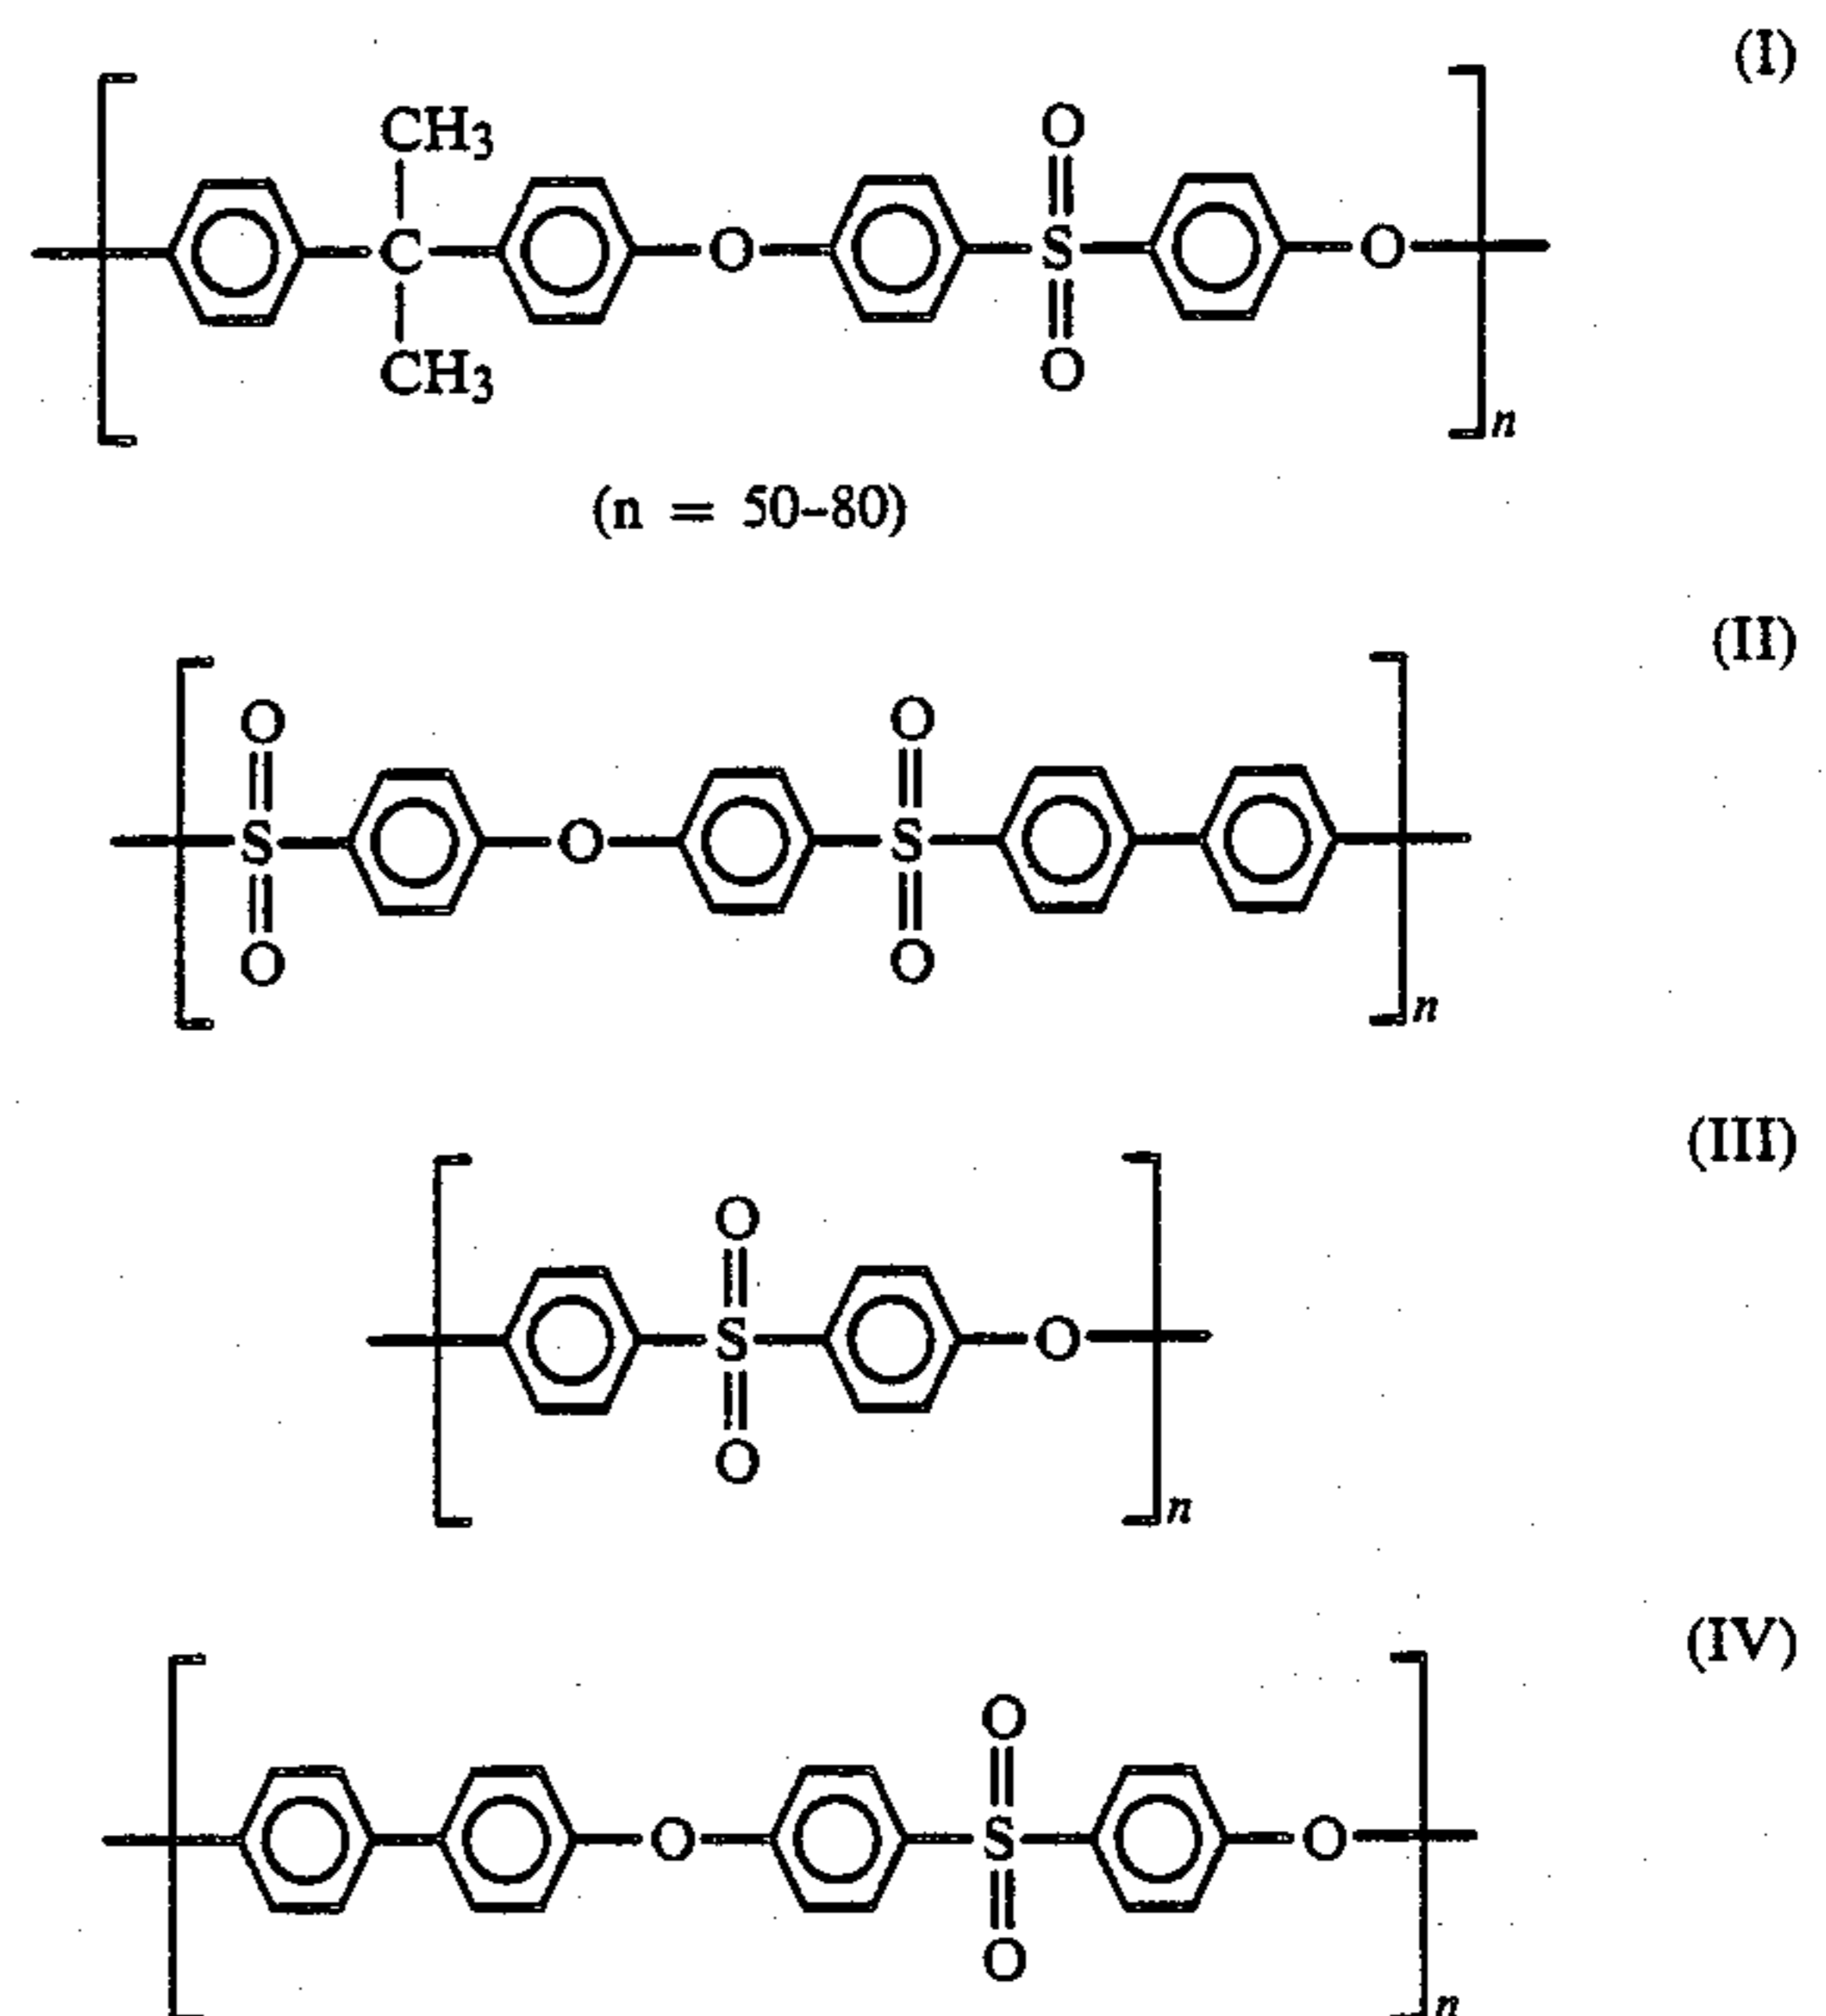 (I)
CH3
O
C O S O
CH3
O
n
(n = 50–80)
(II)
O O
S O S
O O
n
(III)
O
S O
O
n
(IV)
O
O S O
O
n